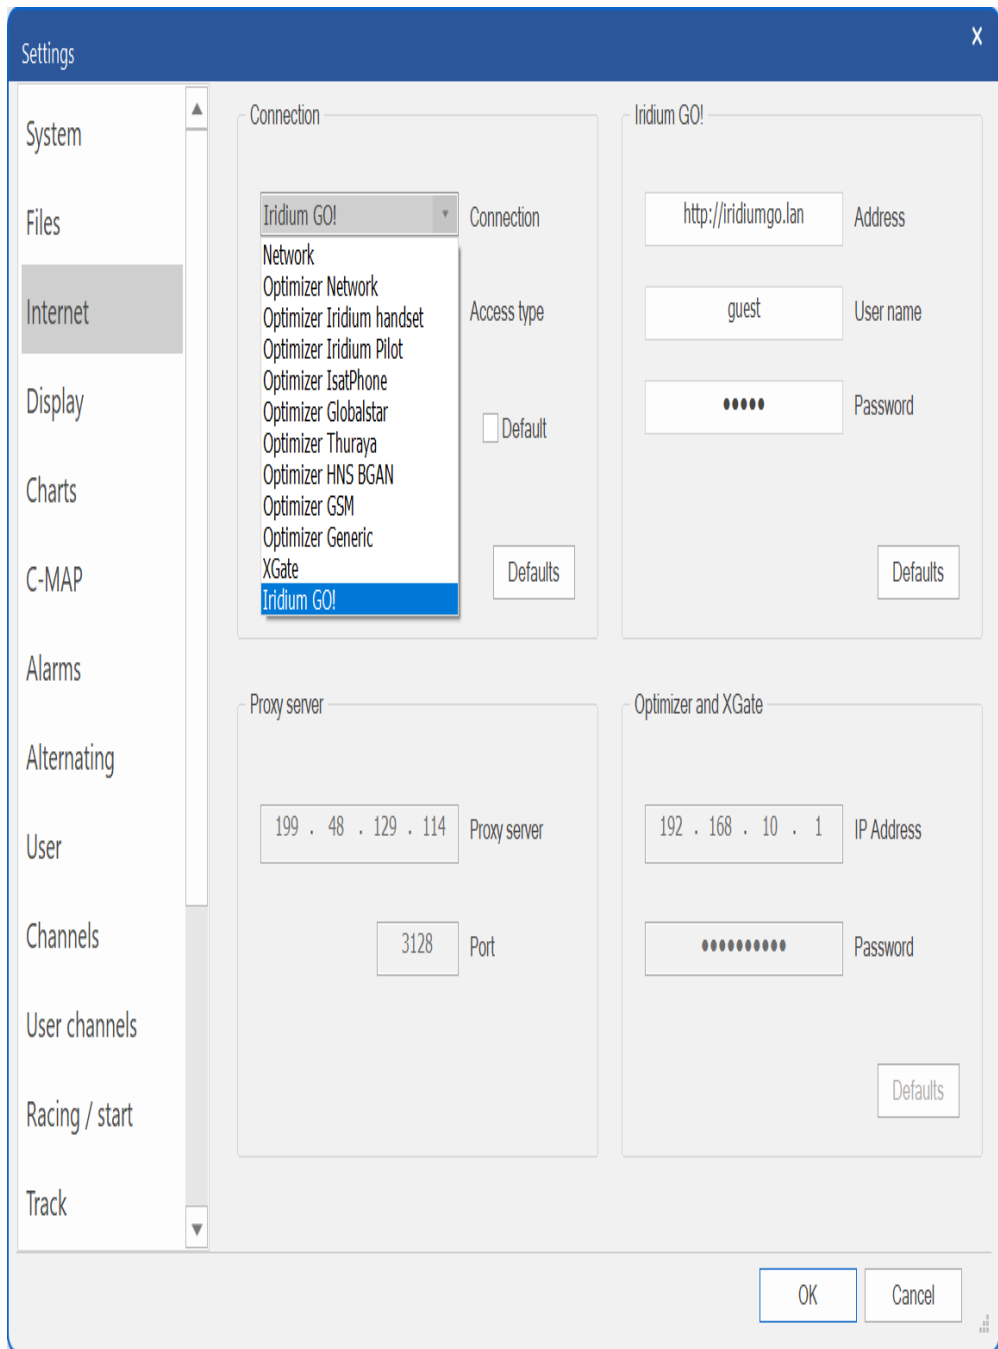 Settings
X
System
Files
Internet
Display
Charts
C-MAP
Alarms
Alternating
User
Channels
User channels
Racing / start
Track
Connection
Iridium GO!
Connection
Network
Optimizer Network
Optimizer Iridium handset
Optimizer Iridium Pilot
Optimizer IsatPhone
Optimizer Globalstar
Optimizer Thuraya
Optimizer HNS BGAN
Optimizer GSM
Optimizer Generic
XGate
Iridium GO!
Access type
Default
Defaults
Iridium GO!
http://iridiumgo.lan Address
guest User name
••••• Password
Defaults
Proxy server
199 . 48 . 129 . 114 Proxy server
3128 Port
Optimizer and XGate
192 . 168 . 10 . 1 IP Address
•••••••••• Password
Defaults
OK
Cancel